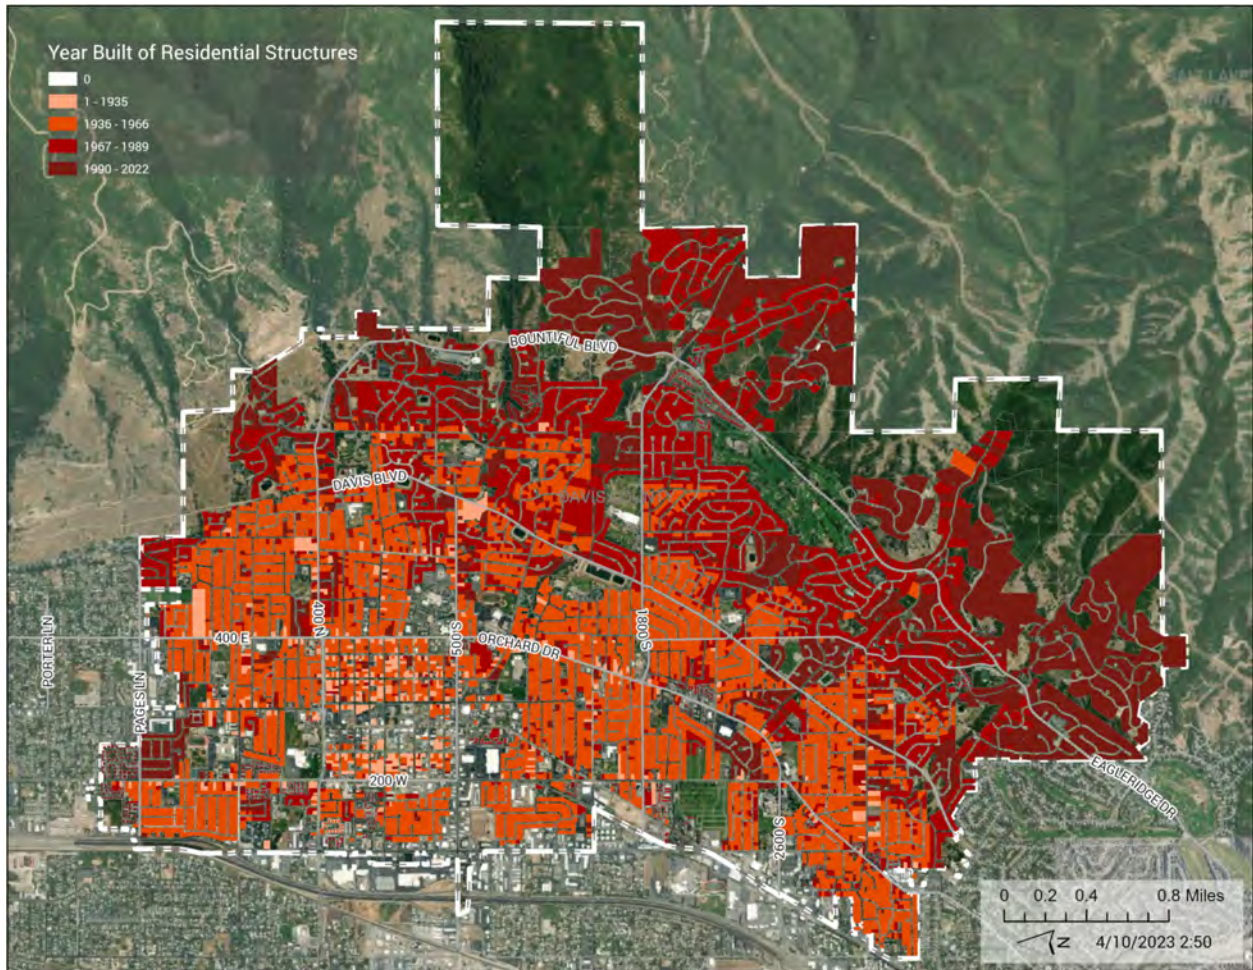 Year Built of Residential Structures
0
1 - 1935
1936 - 1966
1967 - 1989
1990 - 2022
BOUNTIFUL BLVD
DAVIS BLVD
DAVIS
400 N
500 S
ORCHARD DR
1800 S
400 E
PORTER LN
PAGES LN
200 W
2600 S
EAGLERIDGE DR
0 0.2 0.4 0.8 Miles
N 4/10/2023 2:50